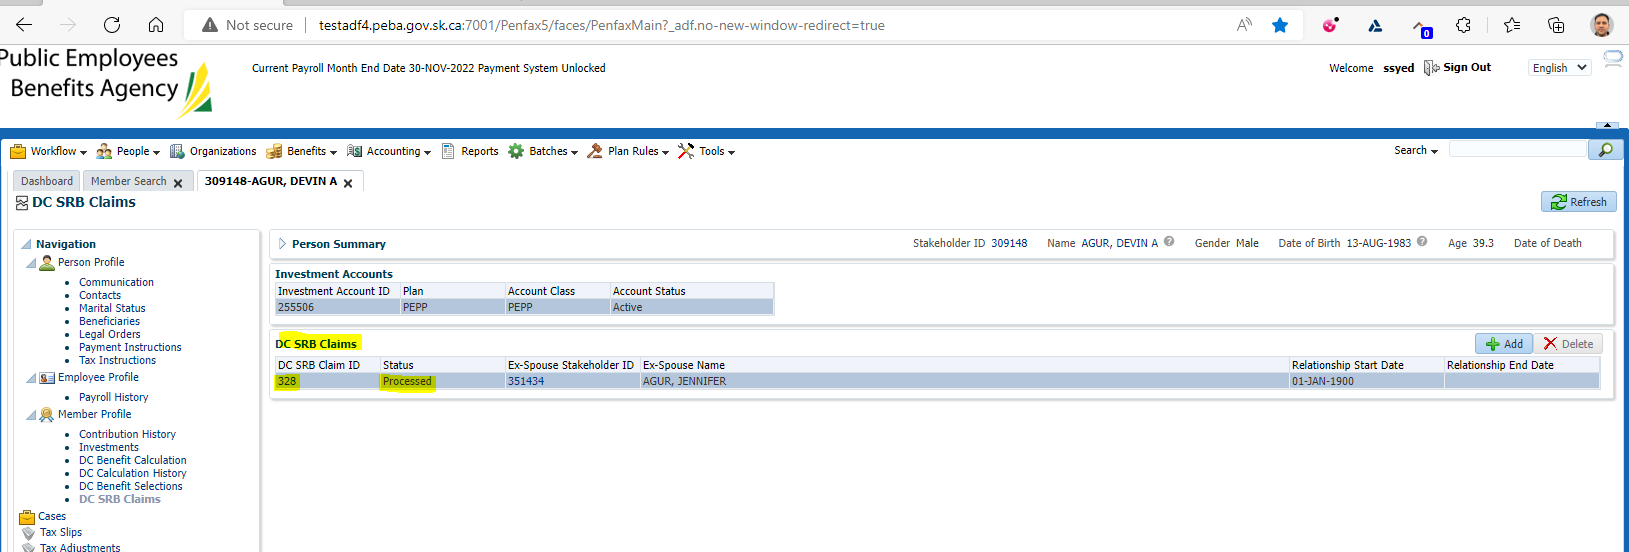 Not secure testadf4.peba.gov.sk.ca:7001/Penfax5/faces/PenfaxMain?_adf.no-new-window-redirect=true
0
Public Employees
Benefits Agency
Current Payroll Month End Date 30-NOV-2022 Payment System Unlocked
Welcome ssyed Sign Out English
Workflow People Organizations Benefits Accounting Reports Batches Plan Rules Tools Search
Dashboard Member Search 309148-AGUR, DEVIN A
DC SRB Claims Refresh
Navigation
Person Profile
Communication
Contacts
Marital Status
Beneficiaries
Legal Orders
Payment Instructions
Tax Instructions
Employee Profile
Payroll History
Member Profile
Contribution History
Investments
DC Benefit Calculation
DC Calculation History
DC Benefit Selections
DC SRB Claims
Cases
Tax Slips
Tax Adjustments
Person Summary Stakeholder ID 309148 Name AGUR, DEVIN A Gender Male Date of Birth 13-AUG-1983 Age 39.3 Date of Death
Investment Accounts
Investment Account ID Plan Account Class Account Status
255506 PEPP PEPP Active
DC SRB Claims Add Delete
DC SRB Claim ID Status Ex-Spouse Stakeholder ID Ex-Spouse Name Relationship Start Date Relationship End Date
328 Processed 351434 AGUR, JENNIFER 01-JAN-1900